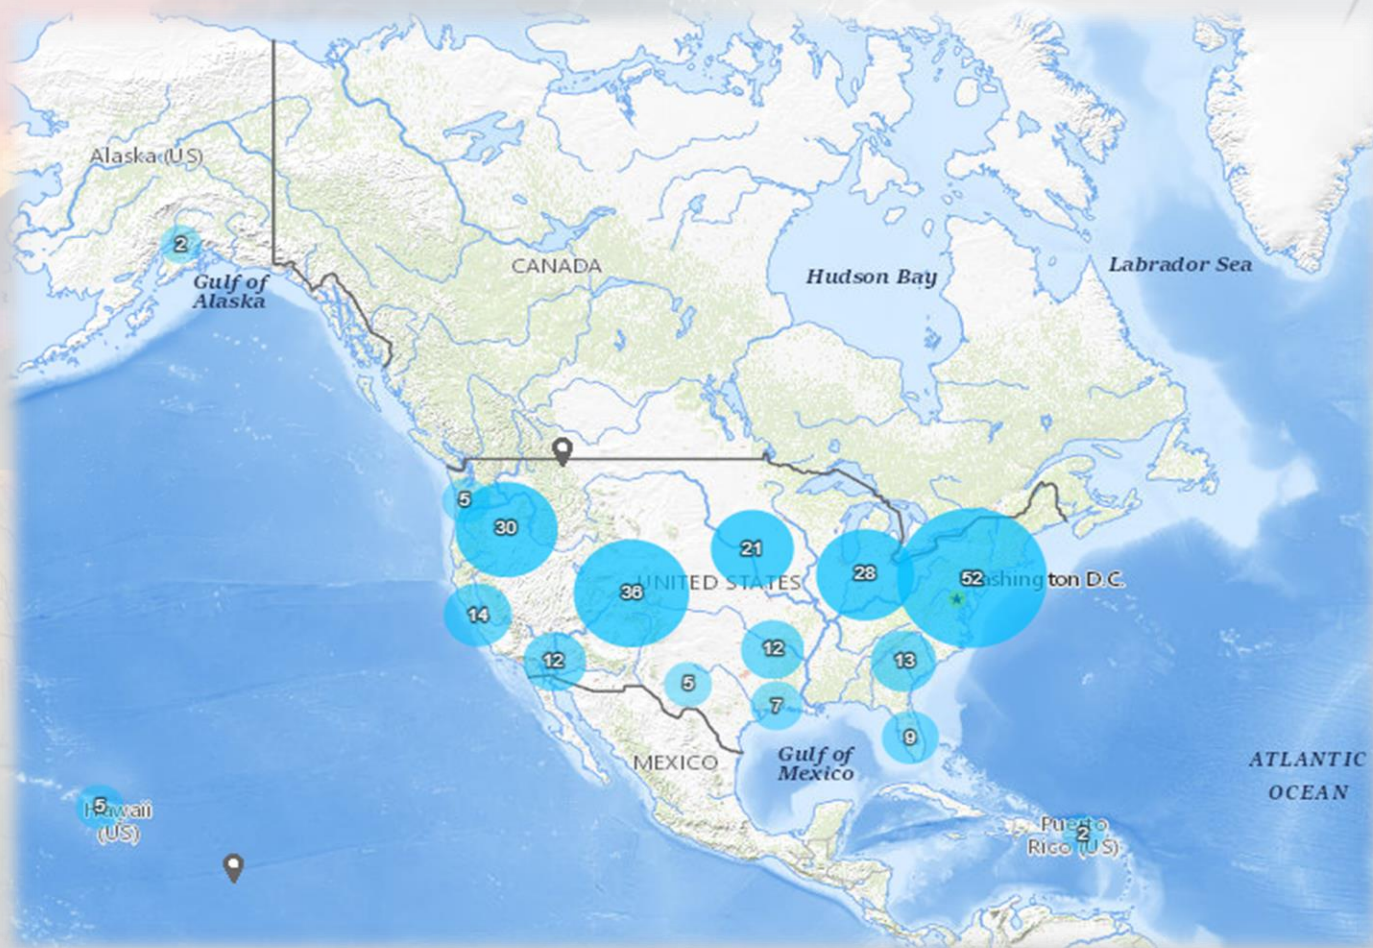 Alaska (US)
2
Gulf of
Alaska
CANADA
Hudson Bay
Labrador Sea
5
30
21
28
52
ashington D.C.
36
UNITED STATES
14
12
12
13
5
7
9
MEXICO
Gulf of
Mexico
ATLANTIC
OCEAN
5
Hawaii
(US)
Puerto
2
Rico (US)